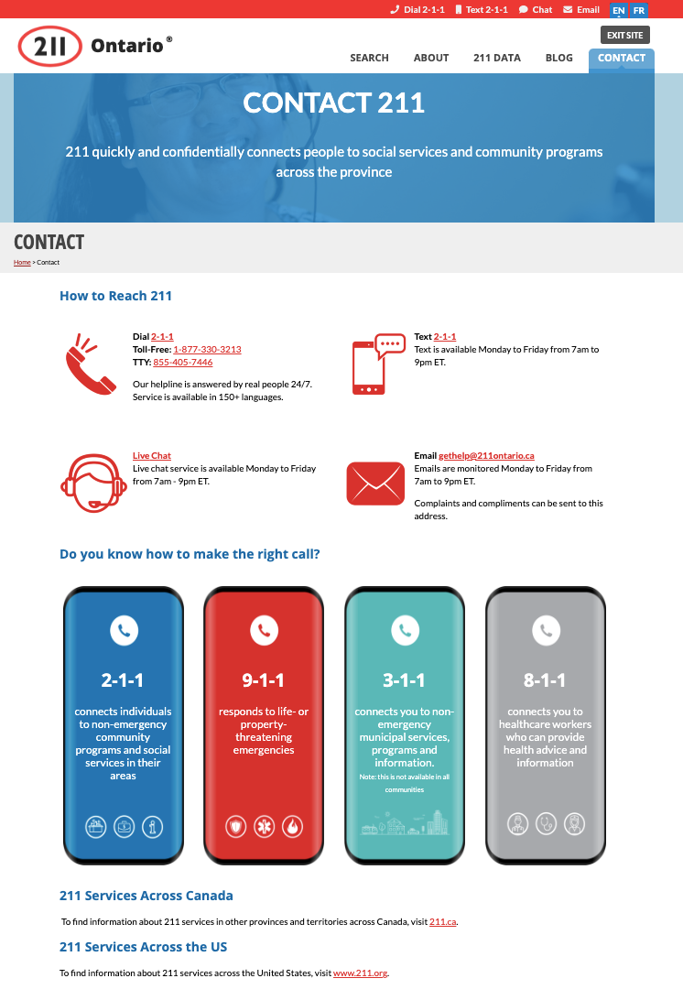 Dial 2-1-1 Text 2-1-1 Chat Email EN FR
211 Ontario ®
EXIT SITE
SEARCH ABOUT 211 DATA BLOG CONTACT
CONTACT 211
211 quickly and confidentially connects people to social services and community programs
across the province
CONTACT
Home > Contact
How to Reach 211
Dial 2-1-1
Toll-Free: 1-877-330-3213
TTY: 855-405-7446
Our helpline is answered by real people 24/7.
Service is available in 150+ languages.
Text 2-1-1
Text is available Monday to Friday from 7am to
9pm ET.
Live Chat
Live chat service is available Monday to Friday
from 7am - 9pm ET.
Email gethelp@211ontario.ca
Emails are monitored Monday to Friday from
7am to 9pm ET.
Complaints and compliments can be sent to this
address.
Do you know how to make the right call?
2-1-1
connects individuals
to non-emergency
community
programs and social
services in their
areas
9-1-1
responds to life- or
property-
threatening
emergencies
3-1-1
connects you to non-
emergency
municipal services,
programs and
information.
Note: this is not available in all
communities
8-1-1
connects you to
healthcare workers
who can provide
health advice and
information
211 Services Across Canada
To find information about 211 services in other provinces and territories across Canada, visit 211.ca.
211 Services Across the US
To find information about 211 services across the United States, visit www.211.org.